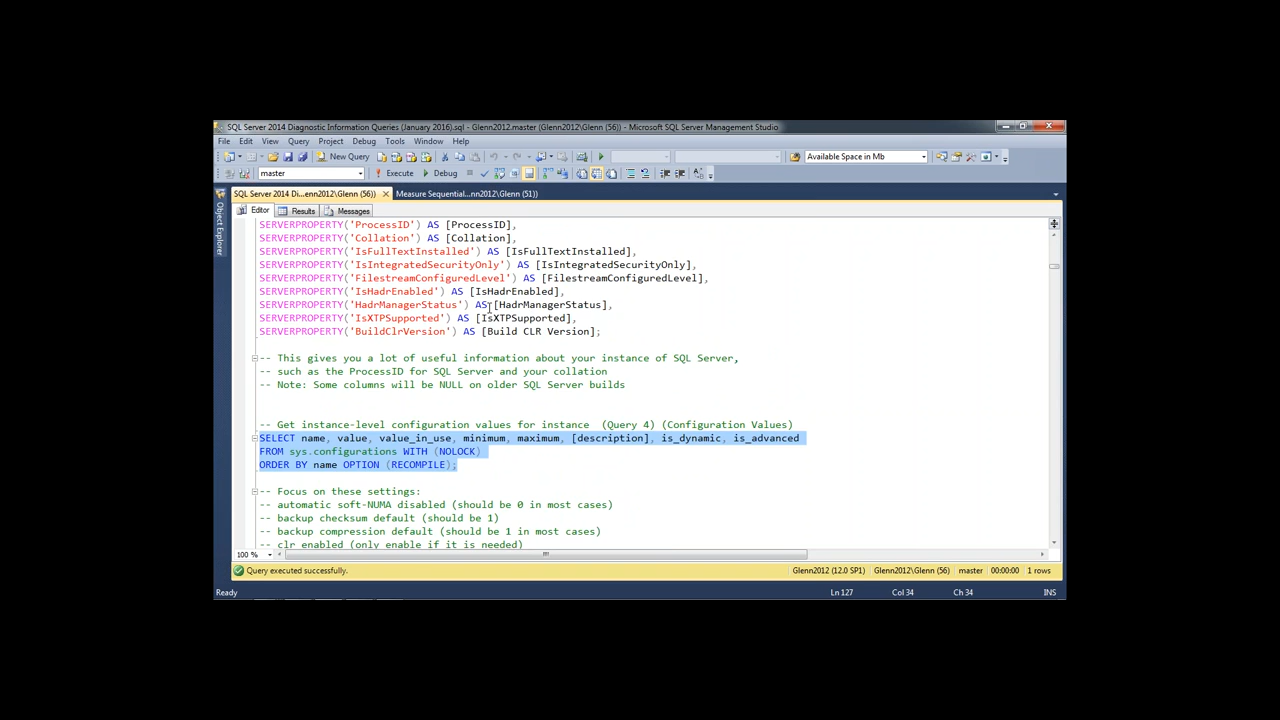 SQL Server 2014 Diagnostic Information Queries (January 2016).sql - Glenn2012.master (Glenn2012\Glenn (56)) - Microsoft SQL Server Management Studio
File Edit View Query Project Debug Tools Window Help
New Query Available Space in Mb
master Execute Debug
SQL Server 2014 Di...enn2012\Glenn (56)) Measure Sequential...nn2012\Glenn (51))
Object Explorer
Editor Results Messages
SERVERPROPERTY('ProcessID') AS [ProcessID],
SERVERPROPERTY('Collation') AS [Collation],
SERVERPROPERTY('IsFullTextInstalled') AS [IsFullTextInstalled],
SERVERPROPERTY('IsIntegratedSecurityOnly') AS [IsIntegratedSecurityOnly],
SERVERPROPERTY('FilestreamConfiguredLevel') AS [FilestreamConfiguredLevel],
SERVERPROPERTY('IsHadrEnabled') AS [IsHadrEnabled],
SERVERPROPERTY('HadrManagerStatus') AS [HadrManagerStatus],
SERVERPROPERTY('IsXTPSupported') AS [IsXTPSupported],
SERVERPROPERTY('BuildClrVersion') AS [Build CLR Version];
-- This gives you a lot of useful information about your instance of SQL Server,
-- such as the ProcessID for SQL Server and your collation
-- Note: Some columns will be NULL on older SQL Server builds
-- Get instance-level configuration values for instance (Query 4) (Configuration Values)
SELECT name, value, value_in_use, minimum, maximum, [description], is_dynamic, is_advanced
FROM sys.configurations WITH (NOLOCK)
ORDER BY name OPTION (RECOMPILE);
-- Focus on these settings:
-- automatic soft-NUMA disabled (should be 0 in most cases)
-- backup checksum default (should be 1)
-- backup compression default (should be 1 in most cases)
-- clr enabled (only enable if it is needed)
100 %
Query executed successfully. Glenn2012 (12.0 SP1) Glenn2012\Glenn (56) master 00:00:00 1 rows
Ready Ln 127 Col 34 Ch 34 INS